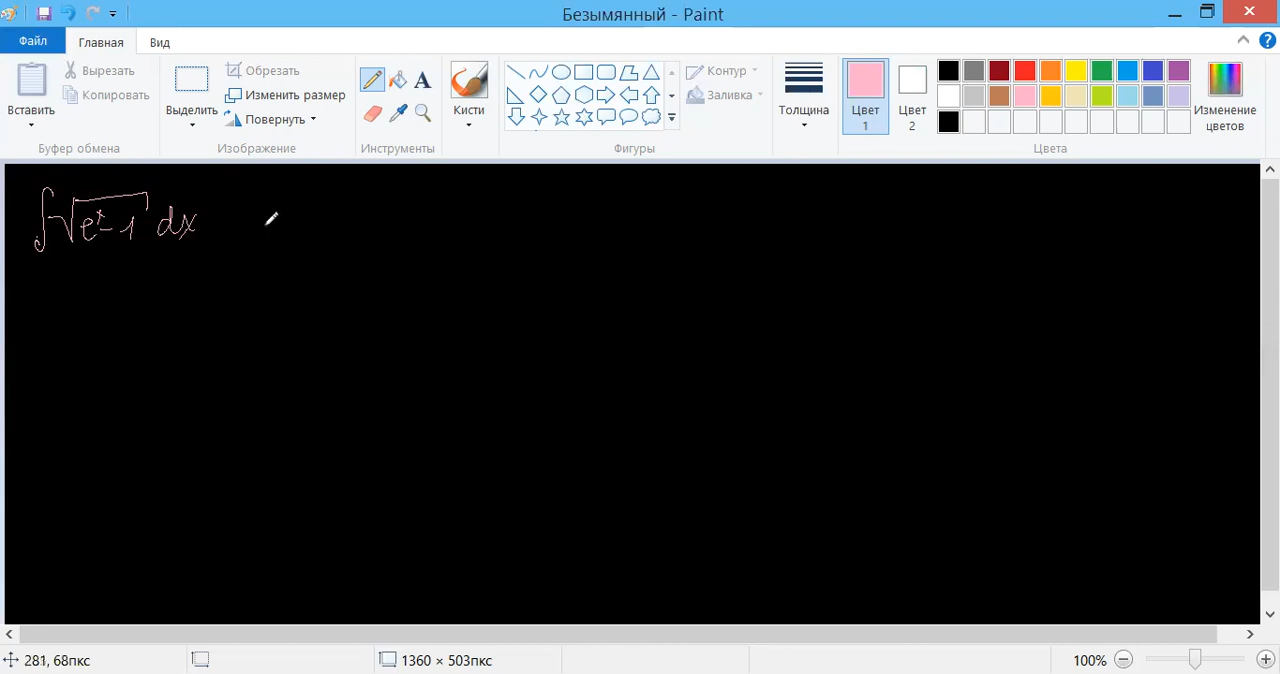 Безымянный - Paint
Файл Главная Вид
Вставить
Вырезать
Копировать
Буфер обмена
Выделить
Обрезать
Изменить размер
Повернуть
Изображение
A
Инструменты
Кисти
Контур
Заливка
Фигуры
Толщина
Цвет 1
Цвет 2
Изменение цветов
Цвета
∫√(eˣ-1) dx
281, 68пкс
1360 × 503пкс
100%